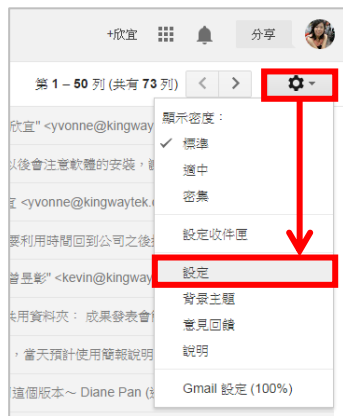 +欣宜 分享
第 1 – 50 列 (共有 73 列)
欣宜" <yvonne@kingway
顯示密度：
✓ 標準
以後會注意軟體的安裝，
適中
<yvonne@kingwaytek.
密集
要利用時間回到公司之後
設定收件匣
曾昱彰" <kevin@kingway
設定
背景主題
共用資料夾： 成果發表會
意見回饋
，當天預計使用簡報說明
說明
這個版本～ Diane Pan
Gmail 設定 (100%)